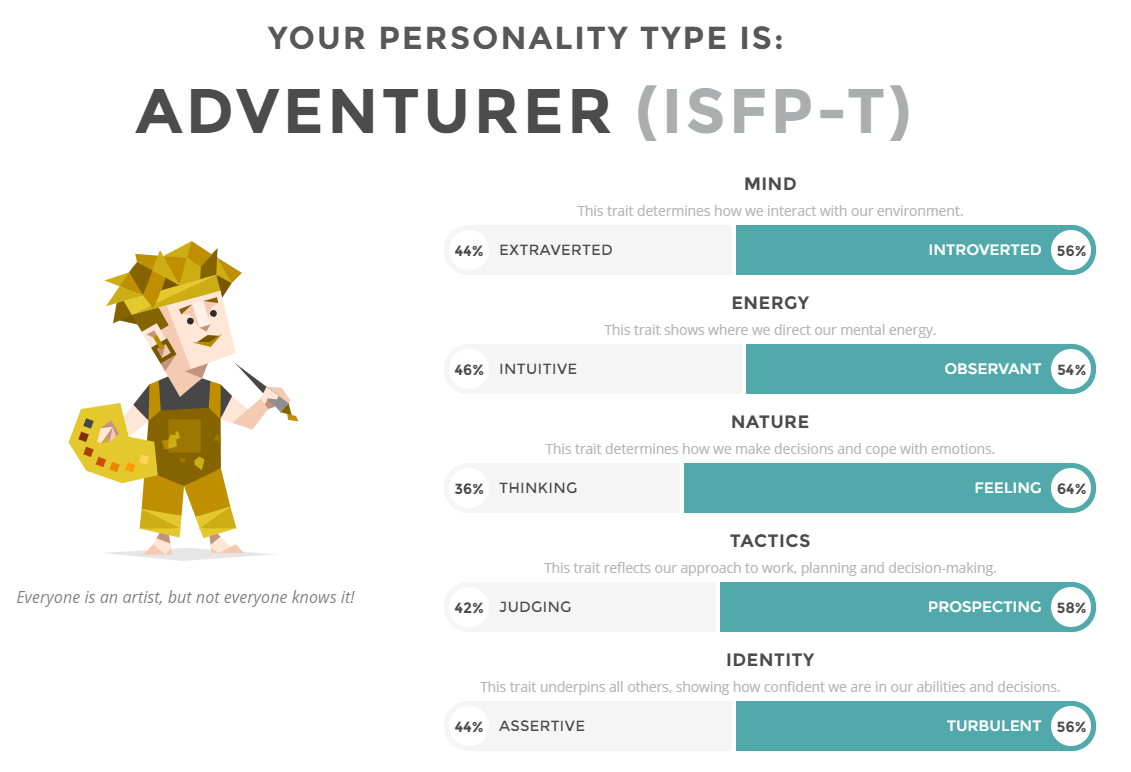 YOUR PERSONALITY TYPE IS:
ADVENTURER (ISFP-T)
MIND
This trait determines how we interact with our environment.
44% EXTRAVERTED INTROVERTED 56%
ENERGY
This trait shows where we direct our mental energy.
46% INTUITIVE OBSERVANT 54%
NATURE
This trait determines how we make decisions and cope with emotions.
36% THINKING FEELING 64%
TACTICS
This trait reflects our approach to work, planning and decision-making.
42% JUDGING PROSPECTING 58%
IDENTITY
This trait underpins all others, showing how confident we are in our abilities and decisions.
44% ASSERTIVE TURBULENT 56%
Everyone is an artist, but not everyone knows it!